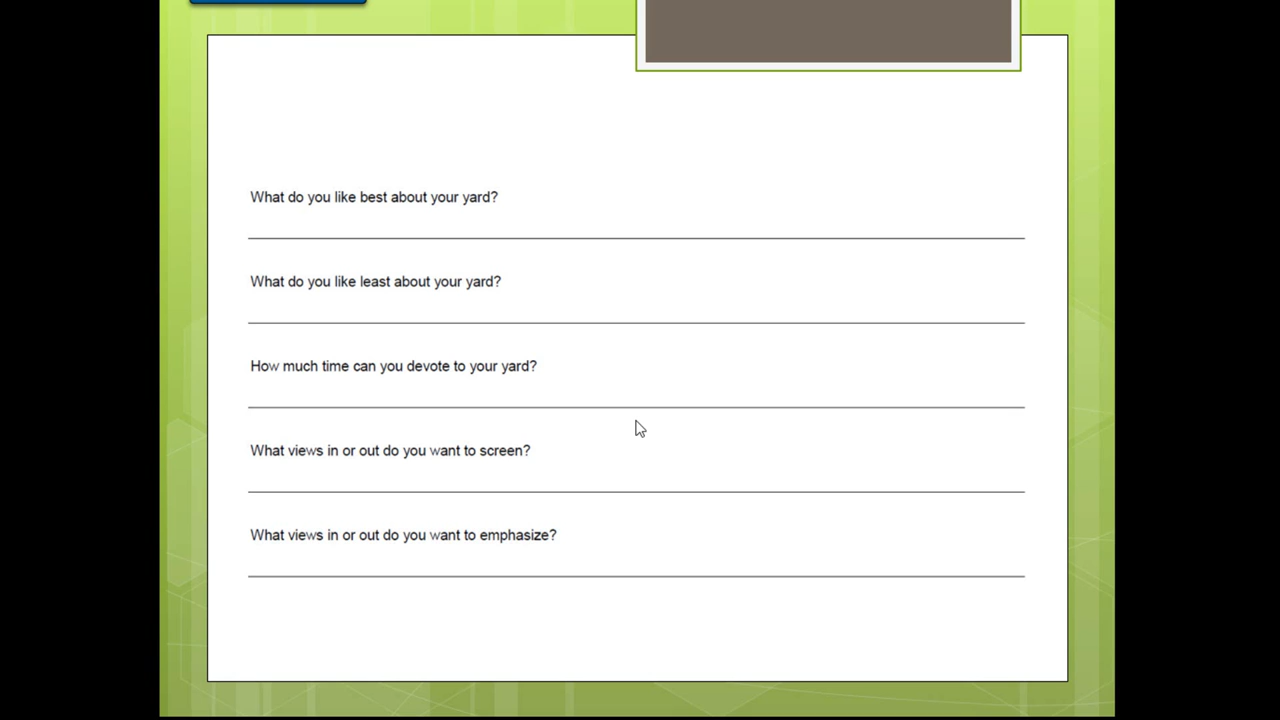 What do you like best about your yard?
What do you like least about your yard?
How much time can you devote to your yard?
What views in or out do you want to screen?
What views in or out do you want to emphasize?